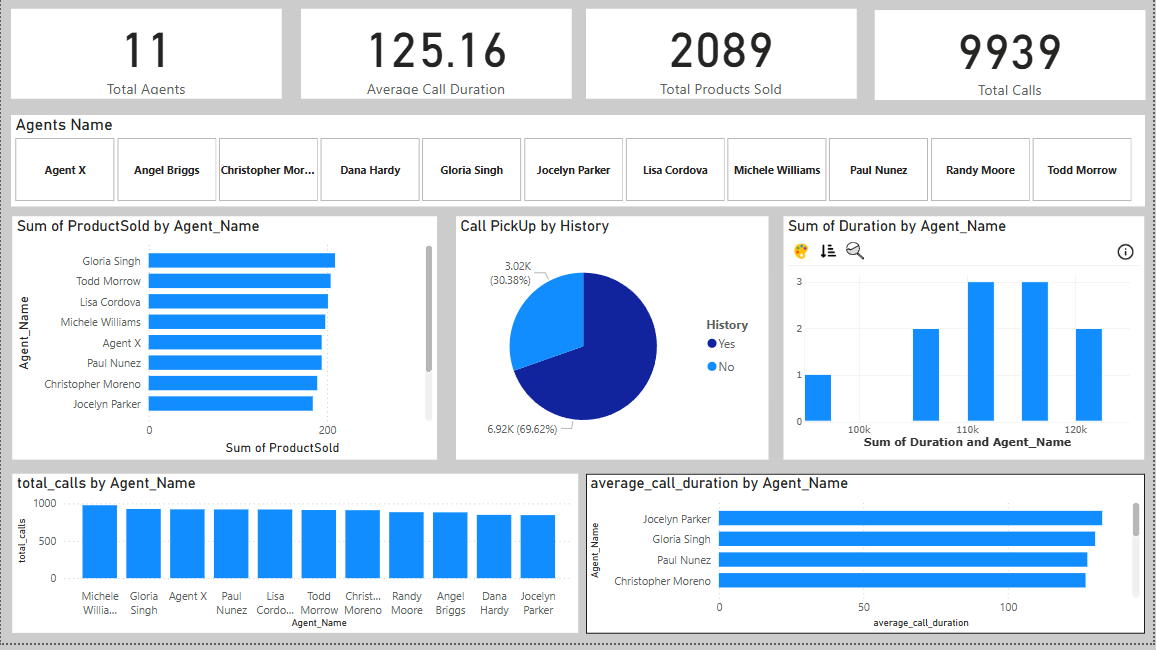 11
Total Agents
125.16
Average Call Duration
2089
Total Products Sold
9939
Total Calls
Agents Name
Agent X
Angel Briggs
Christopher Mor...
Dana Hardy
Gloria Singh
Jocelyn Parker
Lisa Cordova
Michele Williams
Paul Nunez
Randy Moore
Todd Morrow
Sum of ProductSold by Agent_Name
Agent_Name
Gloria Singh
Todd Morrow
Lisa Cordova
Michele Williams
Agent X
Paul Nunez
Christopher Moreno
Jocelyn Parker
0 200
Sum of ProductSold
Call PickUp by History
3.02K
(30.38%)
6.92K (69.62%)
History
Yes
No
Sum of Duration by Agent_Name
3
2
1
0
100k 110k 120k
Sum of Duration and Agent_Name
total_calls by Agent_Name
total_calls
1000
500
0
Michele
Willia...
Gloria
Singh
Agent X
Paul
Nunez
Lisa
Cordo...
Todd
Morrow
Christ...
Moreno
Randy
Moore
Angel
Briggs
Dana
Hardy
Jocelyn
Parker
Agent_Name
average_call_duration by Agent_Name
Agent_Name
Jocelyn Parker
Gloria Singh
Paul Nunez
Christopher Moreno
0 50 100
average_call_duration